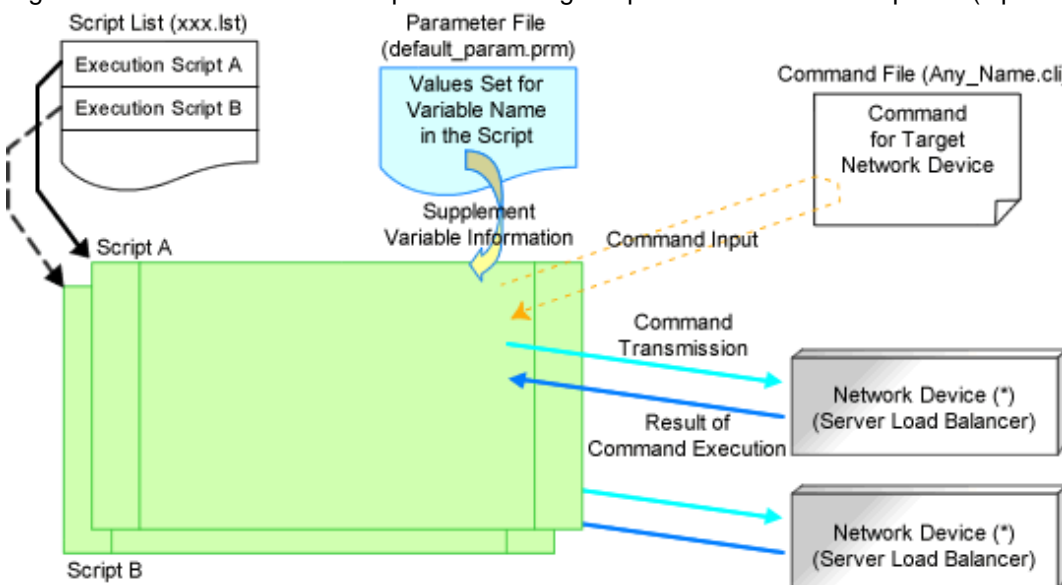 Script List (xxx.lst)
Execution Script A
Execution Script B
Parameter File
(default_param.prm)
Values Set for
Variable Name
in the Script
Command File (Any_Name.cli
Command
for Target
Network Device
Supplement
Variable Information
Command Input
Script A
Command
Transmission
Network Device (*)
(Server Load Balancer)
Result of
Command Execution
Network Device (*)
(Server Load Balancer)
Script B